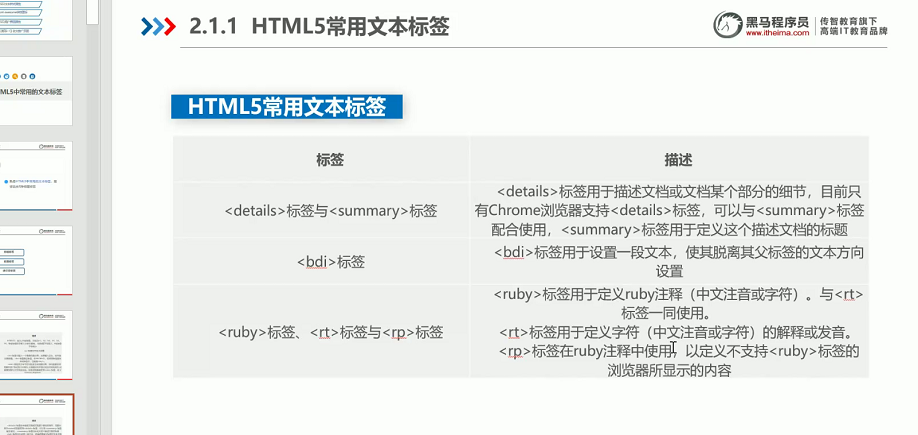 2.1.1 HTML5常用文本标签
黑马程序员
www.itheima.com
传智教育旗下
高端IT教育品牌
ML5中常用的文本标签
HTML5常用文本标签
标签
描述
<details>标签与<summary>标签
<details>标签用于描述文档或文档某个部分的细节，目前只
有Chrome浏览器支持<details>标签，可以与<summary>标签
配合使用，<summary>标签用于定义这个描述文档的标题
<bdi>标签
<bdi>标签用于设置一段文本，使其脱离其父标签的文本方向
设置
<ruby>标签、<rt>标签与<rp>标签
<ruby>标签用于定义ruby注释（中文注音或字符）。与<rt>
标签一同使用。
<rt>标签用于定义字符（中文注音或字符）的解释或发音。
<rp>标签在ruby注释中使用，以定义不支持<ruby>标签的
浏览器所显示的内容